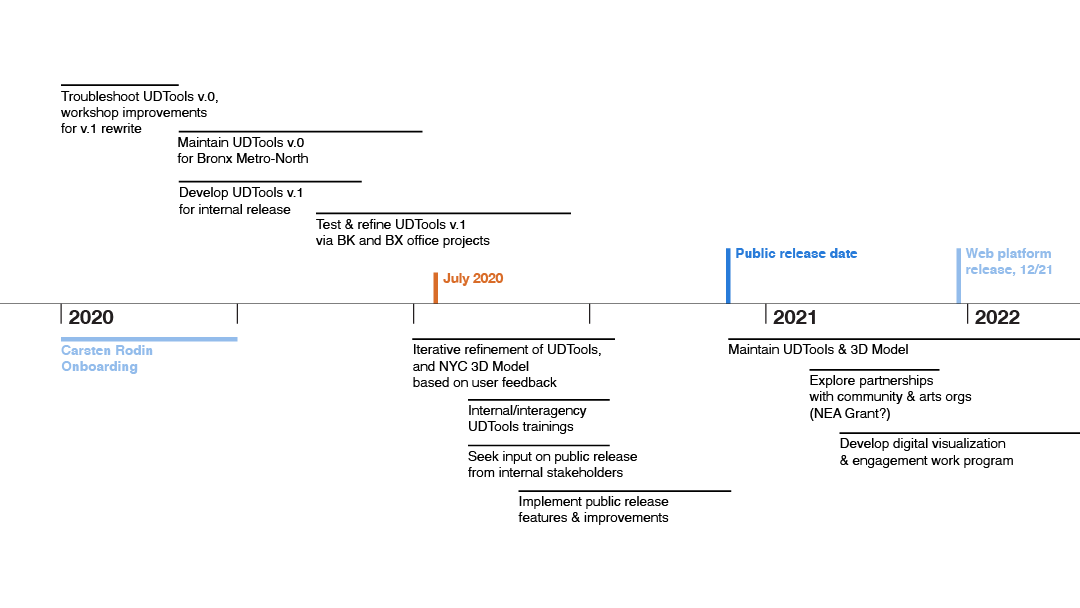 Troubleshoot UDTools v.0,
workshop improvements
for v.1 rewrite
Maintain UDTools v.0
for Bronx Metro-North
Develop UDTools v.1
for internal release
Test & refine UDTools v.1
via BK and BX office projects
July 2020
Public release date
Web platform
release, 12/21
2020
2021
2022
Carsten Rodin
Onboarding
Iterative refinement of UDTools,
and NYC 3D Model
based on user feedback
Internal/interagency
UDTools trainings
Seek input on public release
from internal stakeholders
Implement public release
features & improvements
Maintain UDTools & 3D Model
Explore partnerships
with community & arts orgs
(NEA Grant?)
Develop digital visualization
& engagement work program